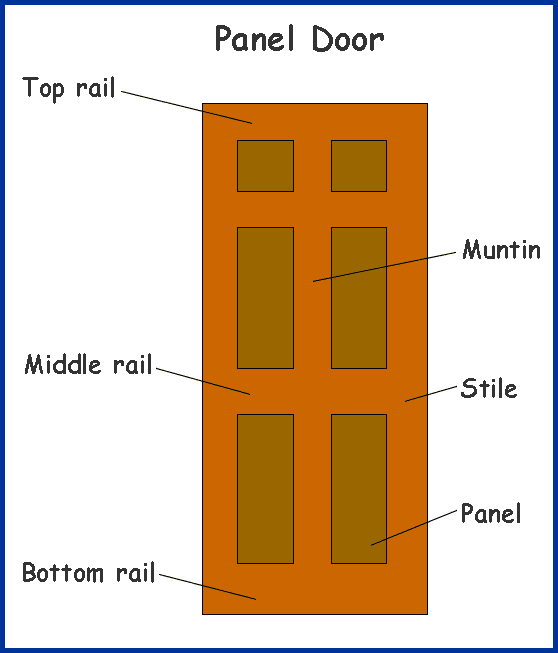 Panel Door
Top rail
Muntin
Middle rail
Stile
Panel
Bottom rail